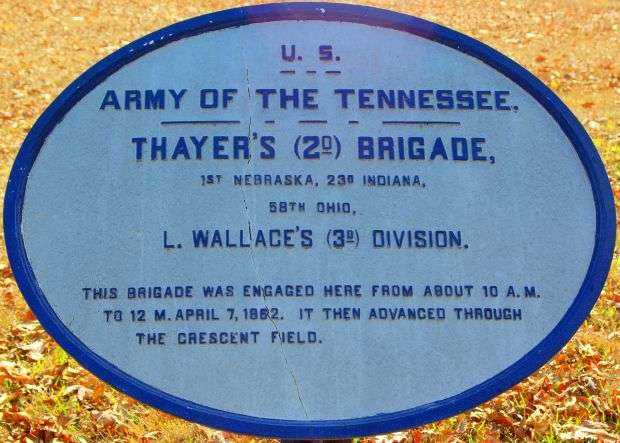 U. S.
ARMY OF THE TENNESSEE.
THAYER'S (2D) BRIGADE,
1ST NEBRASKA, 23D INDIANA,
58TH OHIO,
L. WALLACE'S (3D) DIVISION.
THIS BRIGADE WAS ENGAGED HERE FROM ABOUT 10 A.M.
TO 12 M. APRIL 7, 1862. IT THEN ADVANCED THROUGH
THE CRESCENT FIELD.